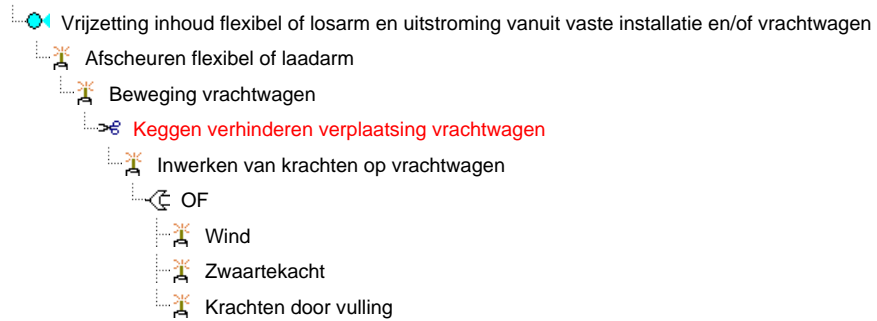 Vrijzetting inhoud flexibel of losarm en uitstroming vanuit vaste installatie en/of vrachtwagen
Afscheuren flexibel of laadarm
Beweging vrachtwagen
Keggen verhinderen verplaatsing vrachtwagen
Inwerken van krachten op vrachtwagen
OF
Wind
Zwaartekacht
Krachten door vulling